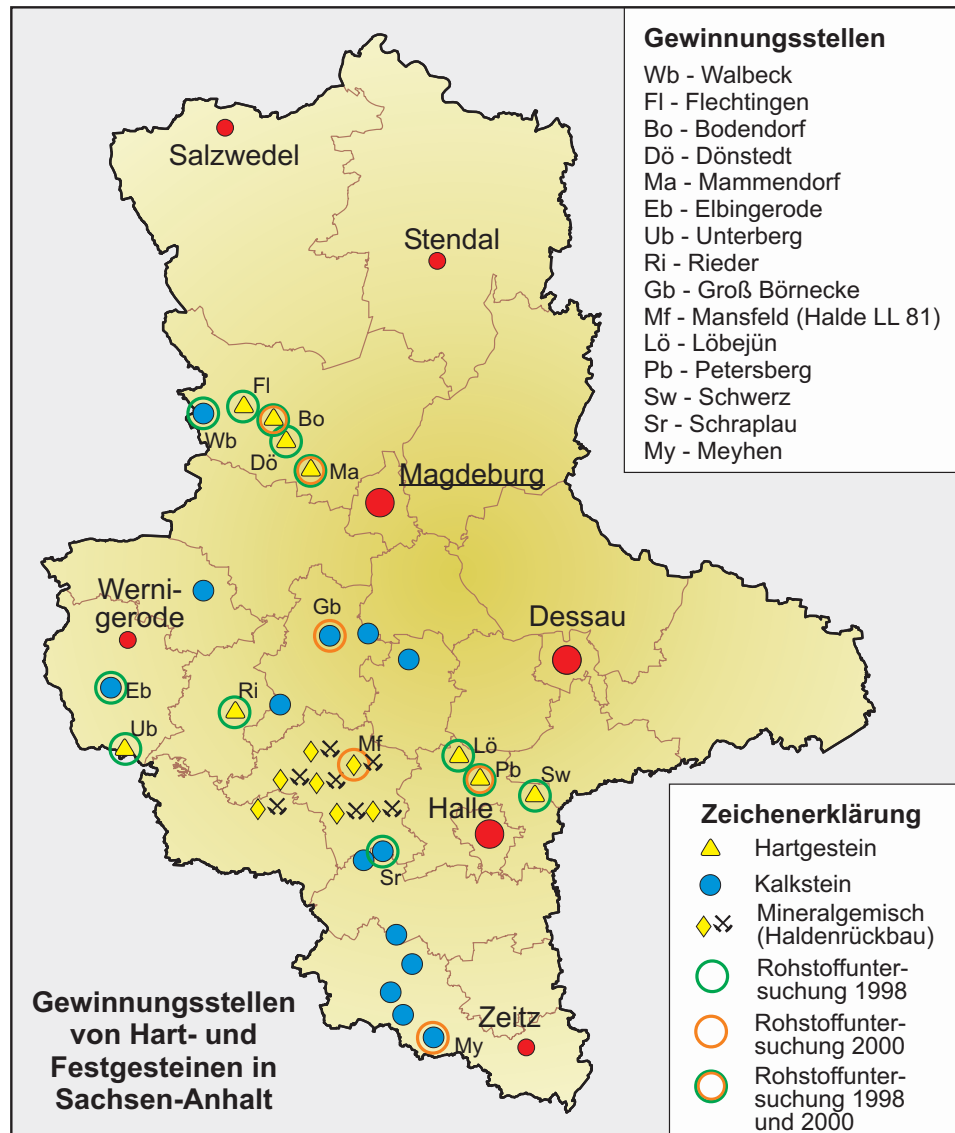 Gewinnungsstellen
Wb - Walbeck
Fl - Flechtingen
Bo - Bodendorf
Dö - Dönstedt
Ma - Mammendorf
Eb - Elbingerode
Ub - Unterberg
Ri - Rieder
Gb - Groß Börnecke
Mf - Mansfeld (Halde LL 81)
Lö - Löbejün
Pb - Petersberg
Sw - Schwerz
Sr - Schraplau
My - Meyhen
Salzwedel
Stendal
Fl
Bo
Wb
Dö
Ma
Magdeburg
Werni-
gerode
Gb
Dessau
Eb
Ri
Ub
Mf
Lö
Pb
Sw
Halle
Sr
Zeitz
My
Zeichenerklärung
Hartgestein
Kalkstein
Mineralgemisch
(Haldenrückbau)
Rohstoffunter-
suchung 1998
Rohstoffunter-
suchung 2000
Rohstoffunter-
suchung 1998
und 2000
Gewinnungsstellen
von Hart- und
Festgesteinen in
Sachsen-Anhalt